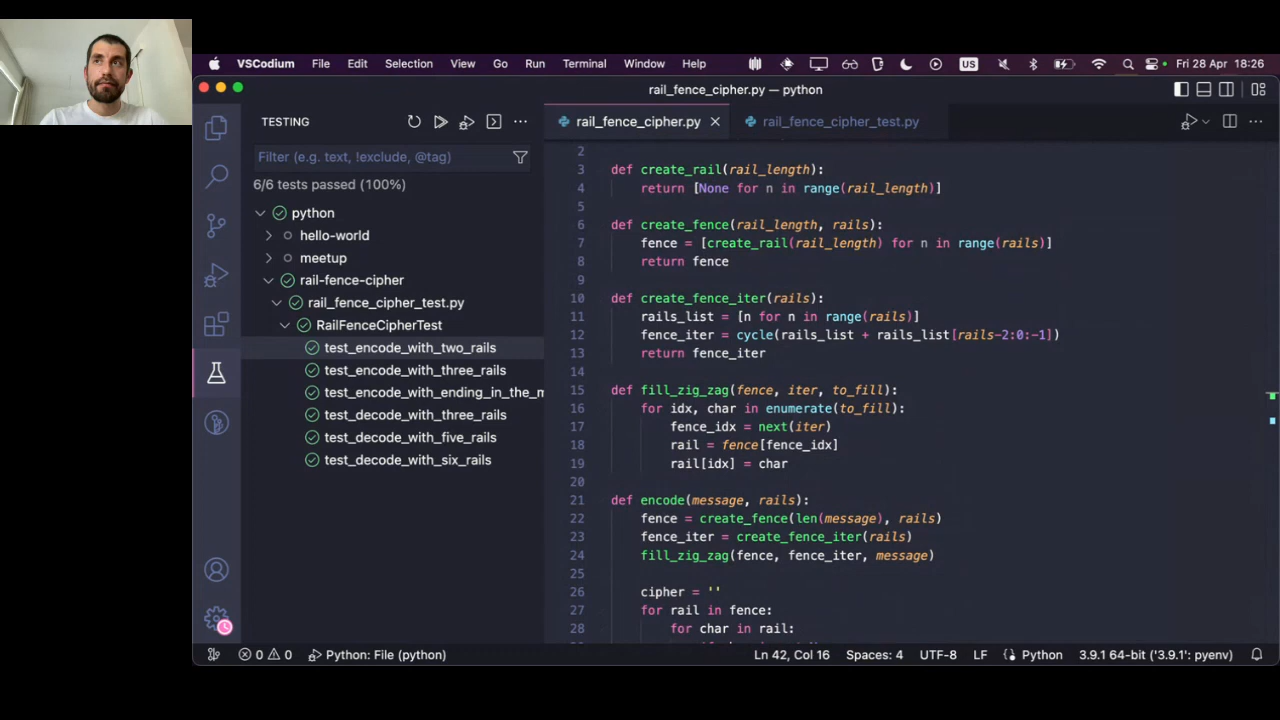 VSCodium File Edit Selection View Go Run Terminal Window Help US Fri 28 Apr 18:26
rail_fence_cipher.py — python
TESTING
Filter (e.g. text, !exclude, @tag)
6/6 tests passed (100%)
python
hello-world
meetup
rail-fence-cipher
rail_fence_cipher_test.py
RailFenceCipherTest
test_encode_with_two_rails
test_encode_with_three_rails
test_encode_with_ending_in_the_m
test_decode_with_three_rails
test_decode_with_five_rails
test_decode_with_six_rails
rail_fence_cipher.py rail_fence_cipher_test.py
2
3 def create_rail(rail_length):
4 return [None for n in range(rail_length)]
5
6 def create_fence(rail_length, rails):
7 fence = [create_rail(rail_length) for n in range(rails)]
8 return fence
9
10 def create_fence_iter(rails):
11 rails_list = [n for n in range(rails)]
12 fence_iter = cycle(rails_list + rails_list[rails-2:0:-1])
13 return fence_iter
14
15 def fill_zig_zag(fence, iter, to_fill):
16 for idx, char in enumerate(to_fill):
17 fence_idx = next(iter)
18 rail = fence[fence_idx]
19 rail[idx] = char
20
21 def encode(message, rails):
22 fence = create_fence(len(message), rails)
23 fence_iter = create_fence_iter(rails)
24 fill_zig_zag(fence, fence_iter, message)
25
26 cipher = ''
27 for rail in fence:
28 for char in rail:
0 0 Python: File (python) Ln 42, Col 16 Spaces: 4 UTF-8 LF Python 3.9.1 64-bit ('3.9.1': pyenv)